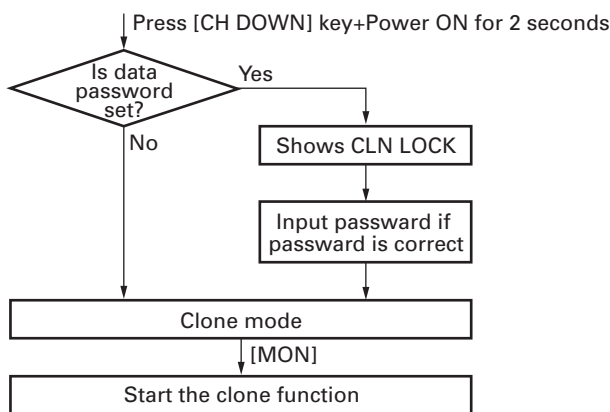 Press [CH DOWN] key+Power ON for 2 seconds
Is data
password
set?
Yes
No
Shows CLN LOCK
Input passward if
passward is correct
Clone mode
[MON]
Start the clone function